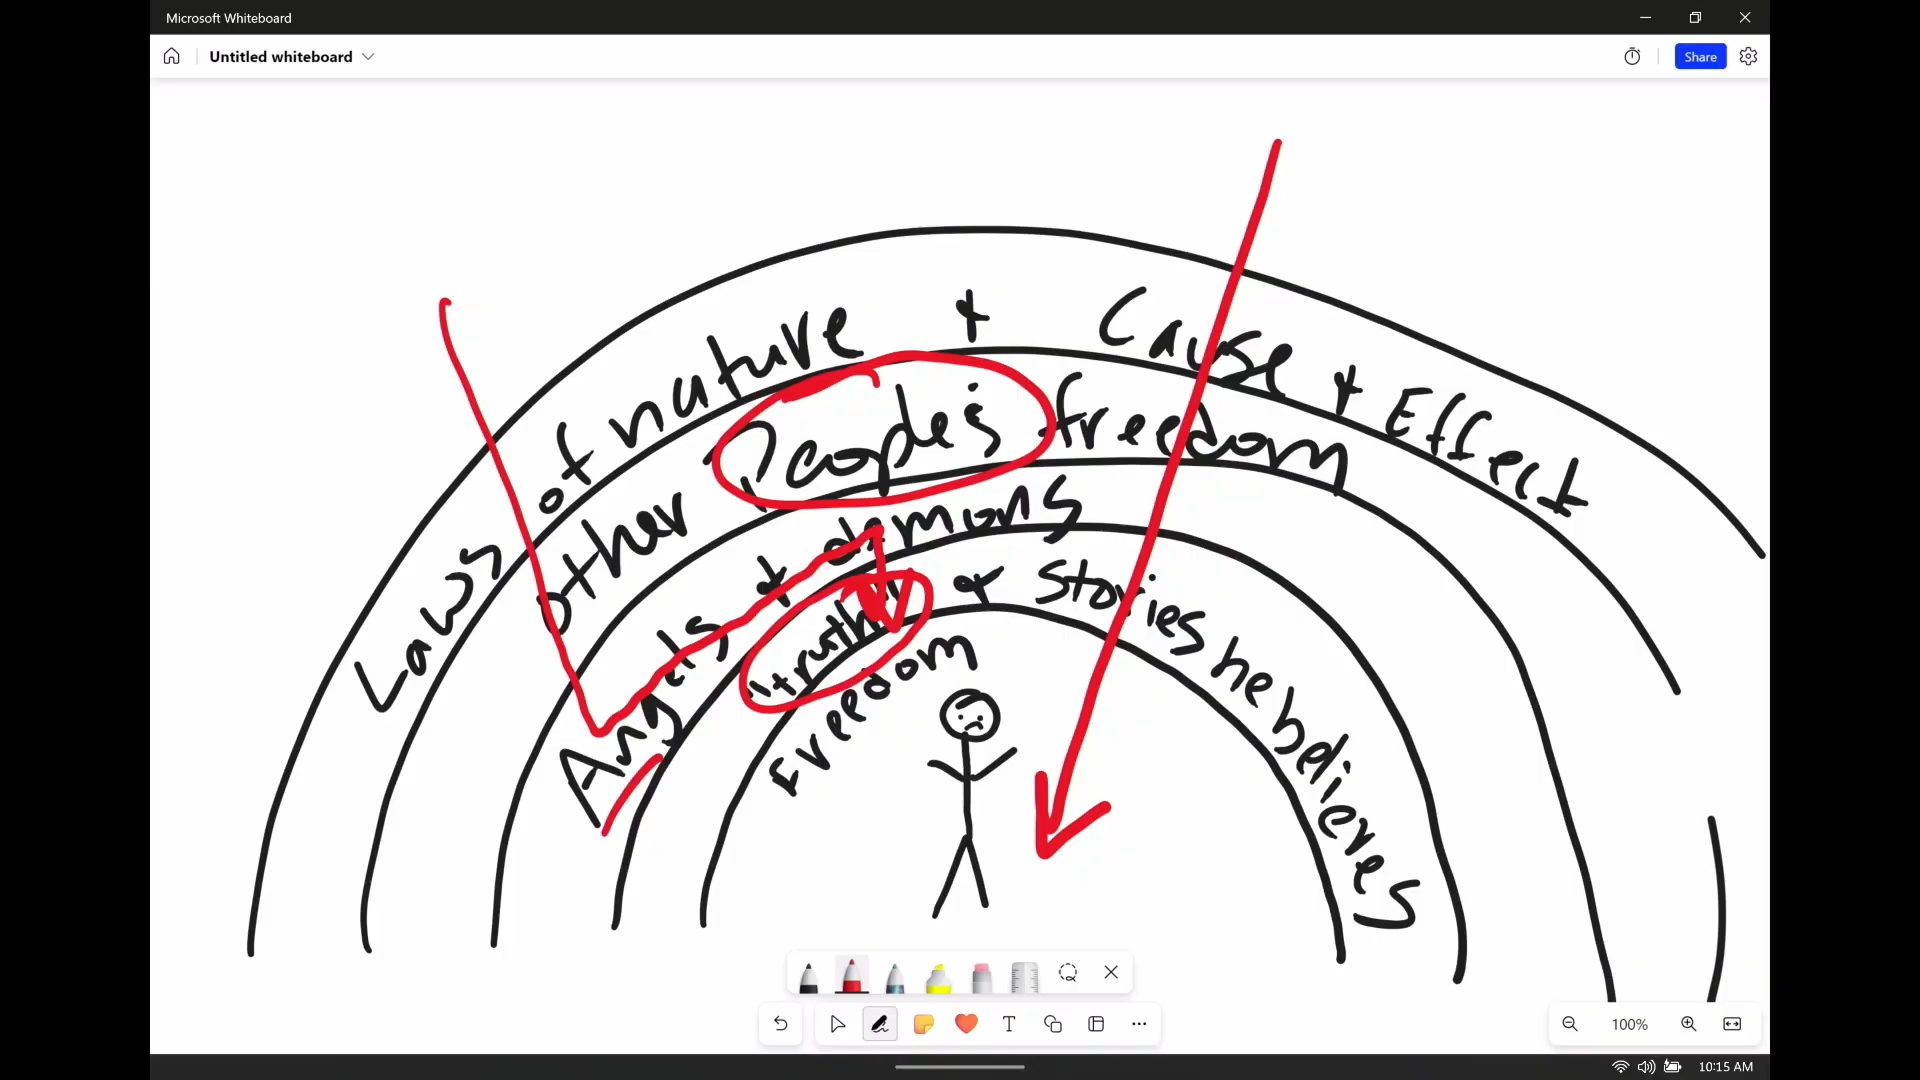 Microsoft Whiteboard
Untitled whiteboard
Share
Laws of nature & Cause & Effect
other People's freedom
Angels & demons
"truth" & stories he believes
Freedom
100%
10:15 AM